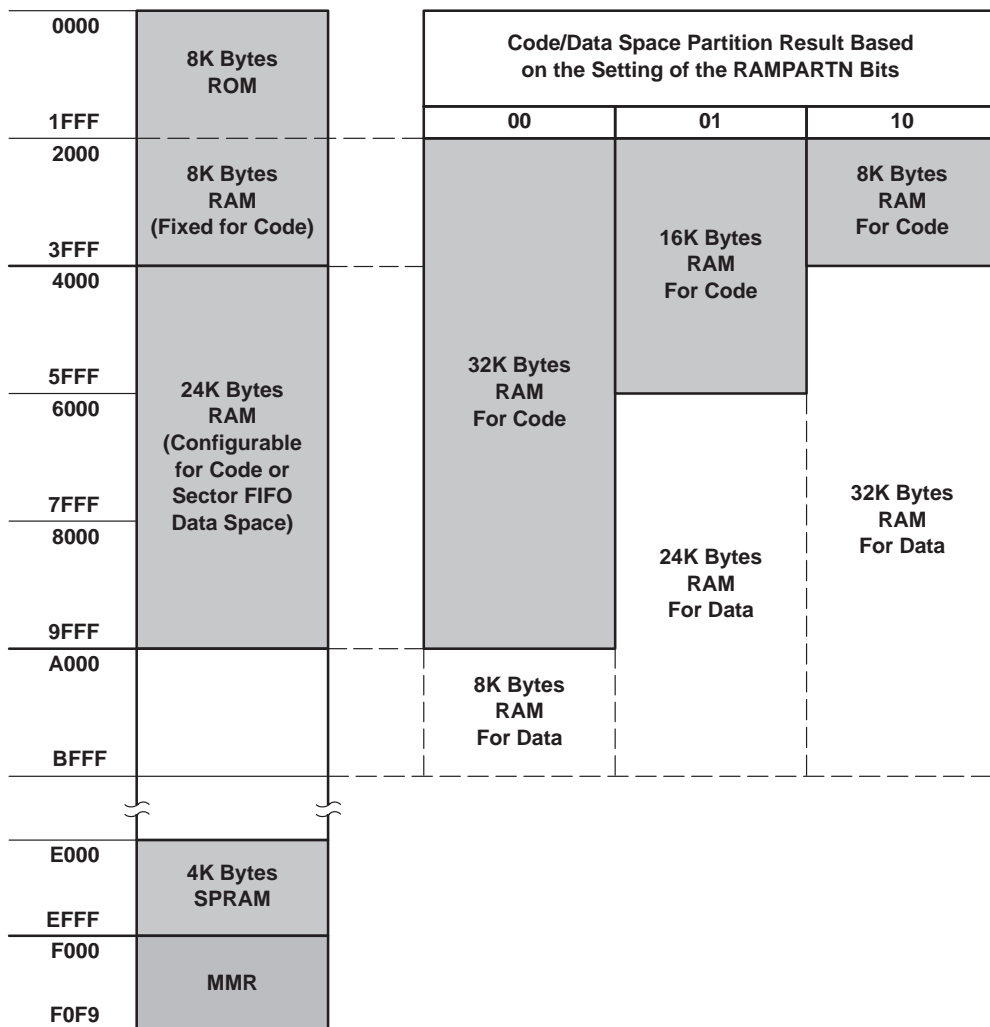 0000
8K Bytes
ROM
1FFF
2000
8K Bytes
RAM
(Fixed for Code)
3FFF
4000
5FFF
6000
24K Bytes
RAM
(Configurable
for Code or
Sector FIFO
Data Space)
7FFF
8000
9FFF
A000
BFFF
E000
4K Bytes
SPRAM
EFFF
F000
MMR
F0F9
Code/Data Space Partition Result Based
on the Setting of the RAMPARTN Bits
00
01
10
32K Bytes
RAM
For Code
8K Bytes
RAM
For Data
16K Bytes
RAM
For Code
24K Bytes
RAM
For Data
8K Bytes
RAM
For Code
32K Bytes
RAM
For Data